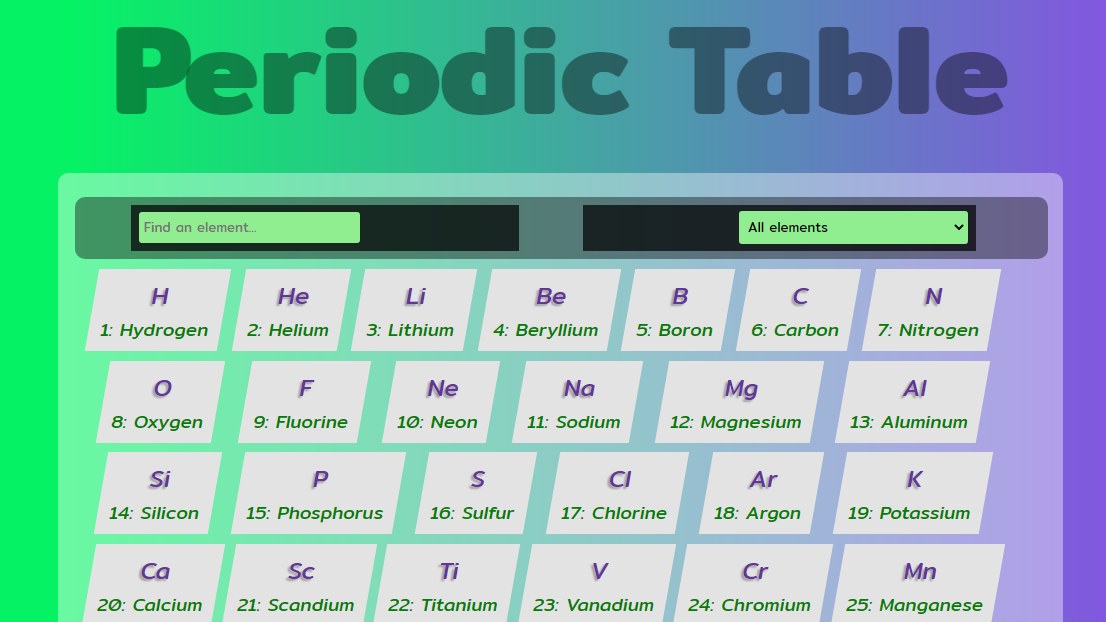 Periodic Table
Find an element... All elements
H He Li Be B C N
1: Hydrogen 2: Helium 3: Lithium 4: Beryllium 5: Boron 6: Carbon 7: Nitrogen
O F Ne Na Mg Al
8: Oxygen 9: Fluorine 10: Neon 11: Sodium 12: Magnesium 13: Aluminum
Si P S Cl Ar K
14: Silicon 15: Phosphorus 16: Sulfur 17: Chlorine 18: Argon 19: Potassium
Ca Sc Ti V Cr Mn
20: Calcium 21: Scandium 22: Titanium 23: Vanadium 24: Chromium 25: Manganese